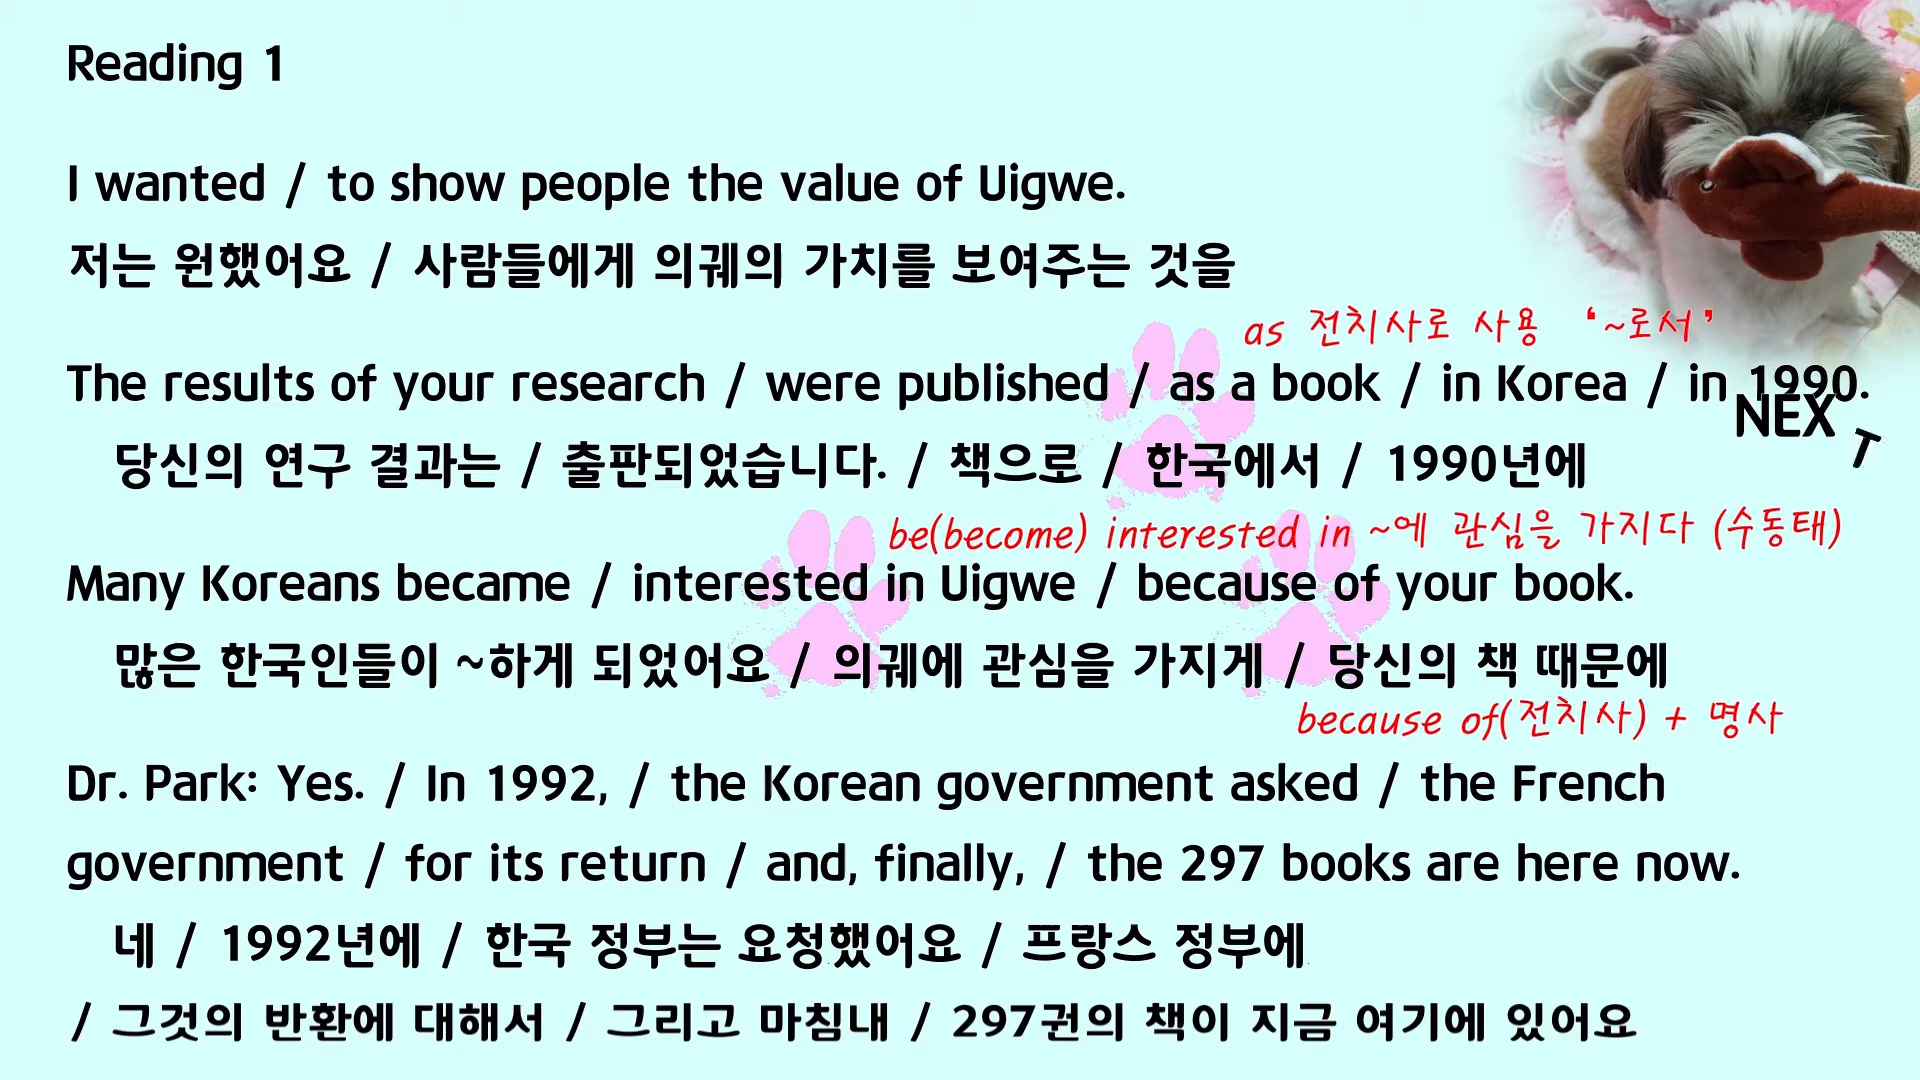 Reading 1
I wanted / to show people the value of Uigwe.
저는 원했어요 / 사람들에게 의궤의 가치를 보여주는 것을
as 전치사로 사용 ‘~로서’
The results of your research / were published / as a book / in Korea / in 1990.
NEXT
당신의 연구 결과는 / 출판되었습니다. / 책으로 / 한국에서 / 1990년에
be(become) interested in ~에 관심을 가지다 (수동태)
Many Koreans became / interested in Uigwe / because of your book.
많은 한국인들이 ~하게 되었어요 / 의궤에 관심을 가지게 / 당신의 책 때문에
because of(전치사) + 명사
Dr. Park: Yes. / In 1992, / the Korean government asked / the French
government / for its return / and, finally, / the 297 books are here now.
네 / 1992년에 / 한국 정부는 요청했어요 / 프랑스 정부에
/ 그것의 반환에 대해서 / 그리고 마침내 / 297권의 책이 지금 여기에 있어요